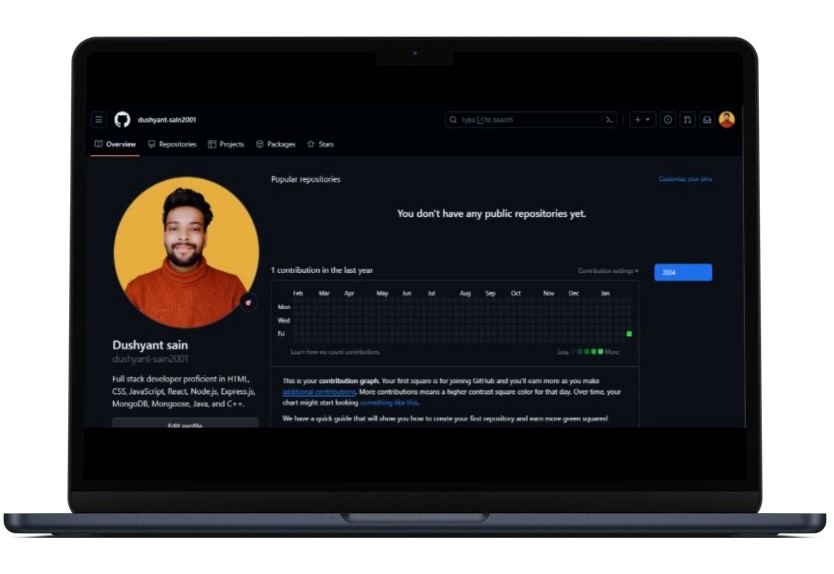 dushyant-sain2001
Type / to search
Overview Repositories Projects Packages Stars
Popular repositories
Customize your pins
You don't have any public repositories yet.
1 contribution in the last year
Contribution settings
2024
Feb Mar Apr May Jun Jul Aug Sep Oct Nov Dec Jan
Mon
Wed
Fri
Learn how we count contributions
Less More
Dushyant sain
dushyant-sain2001
Full stack developer proficient in HTML,
CSS, JavaScript, React, Node.js, Express.js,
MongoDB, Mongoose, Java, and C++.
Edit profile
This is your contribution graph. Your first square is for joining GitHub and you'll earn more as you make
additional contributions. More contributions means a higher contrast square color for that day. Over time, your
chart might start looking something like this.
We have a quick guide that will show you how to create your first repository and earn more green squares!